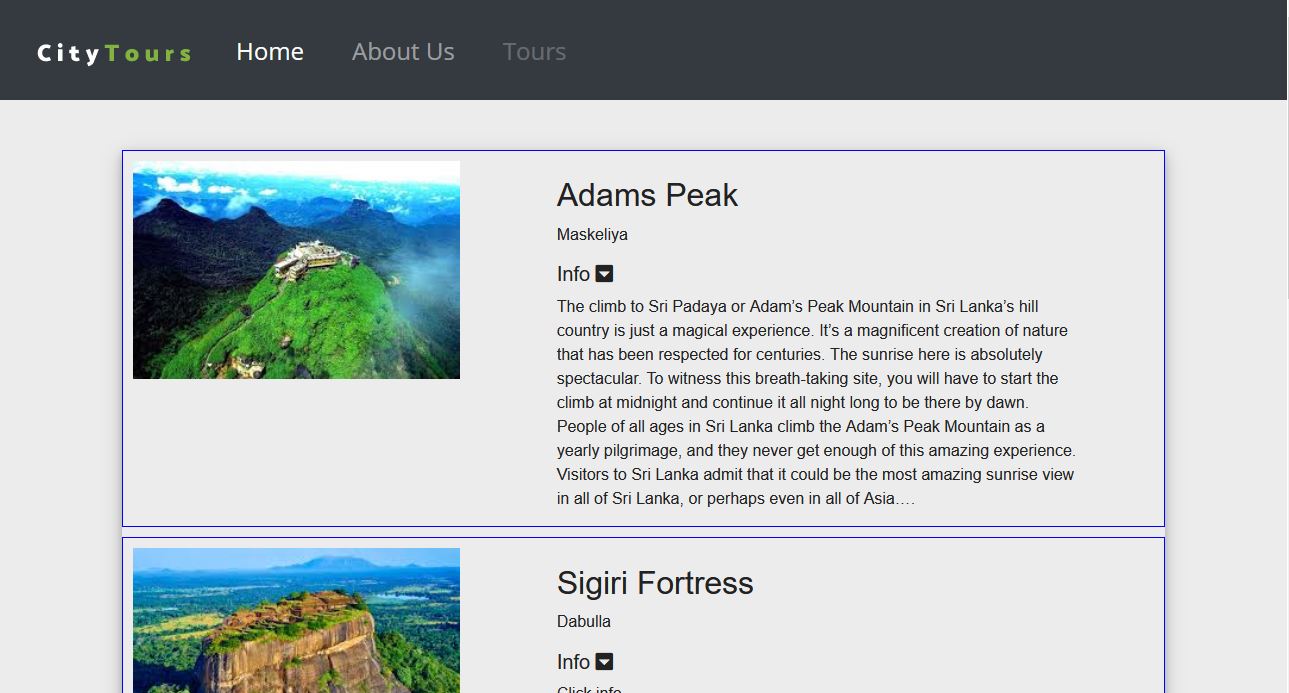 CityTours Home About Us Tours
Adams Peak
Maskeliya
Info
The climb to Sri Padaya or Adam’s Peak Mountain in Sri Lanka’s hill
country is just a magical experience. It’s a magnificent creation of nature
that has been respected for centuries. The sunrise here is absolutely
spectacular. To witness this breath-taking site, you will have to start the
climb at midnight and continue it all night long to be there by dawn.
People of all ages in Sri Lanka climb the Adam’s Peak Mountain as a
yearly pilgrimage, and they never get enough of this amazing experience.
Visitors to Sri Lanka admit that it could be the most amazing sunrise view
in all of Sri Lanka, or perhaps even in all of Asia….
Sigiri Fortress
Dabulla
Info
Click info